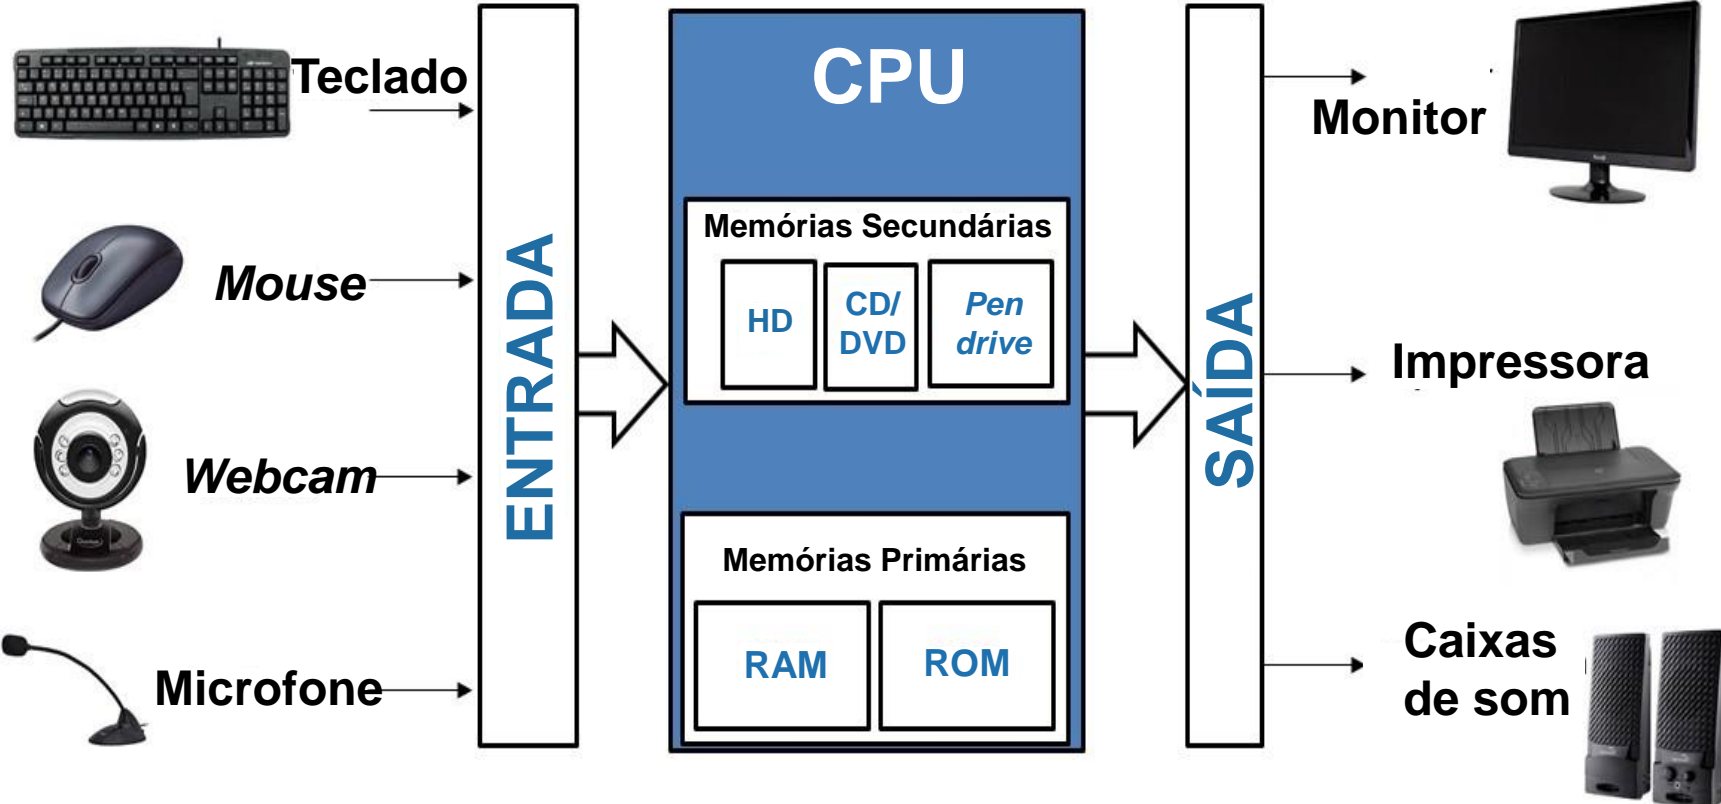 Teclado
Mouse
Webcam
Microfone
ENTRADA
CPU
Memórias Secundárias
HD
CD/
DVD
Pen
drive
Memórias Primárias
RAM
ROM
SAÍDA
Monitor
Impressora
Caixas
de som